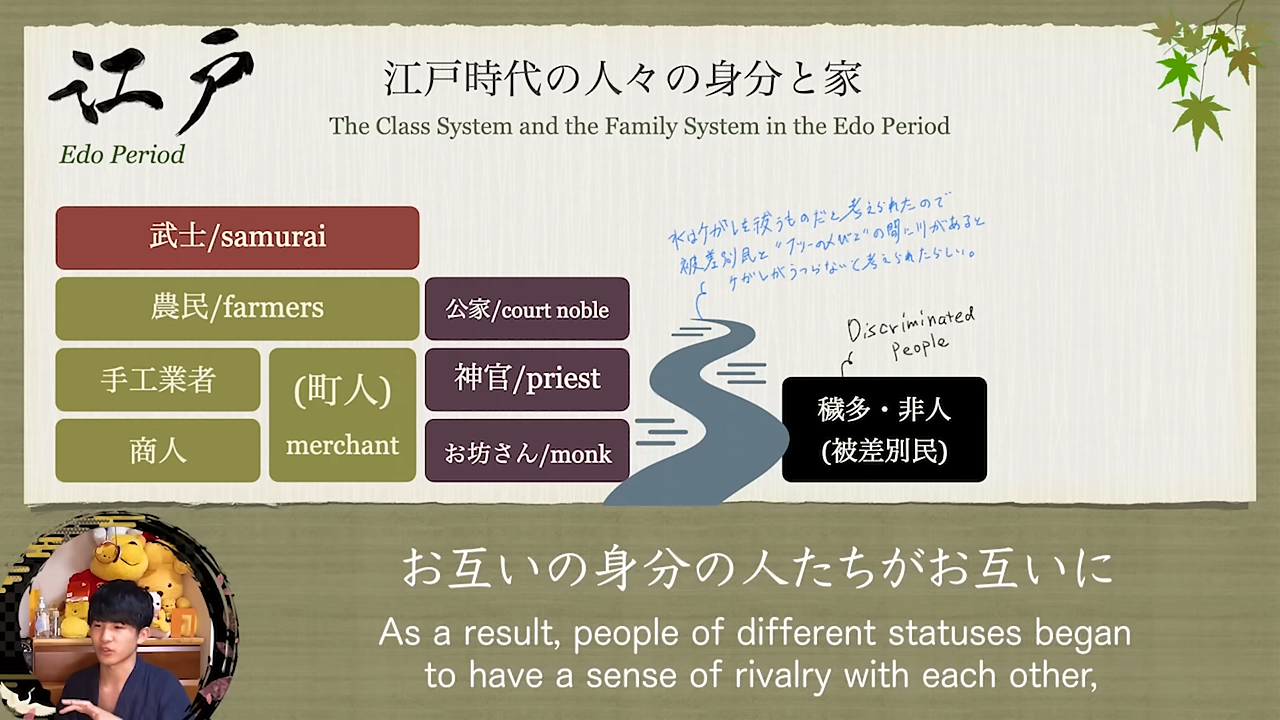 江戸
Edo Period
江戸時代の人々の身分と家
The Class System and the Family System in the Edo Period
武士/samurai
農民/farmers
手工業者
商人
(町人)
merchant
公家/court noble
神官/priest
お坊さん/monk
水はケガレを祓うものだと考えられたので
被差別民と"フツーの人びと"の間に川があると
ケガレがうつらないと考えられたらしい。
Discriminated
People
穢多・非人
(被差別民)
お互いの身分の人たちがお互いに
As a result, people of different statuses began
to have a sense of rivalry with each other,